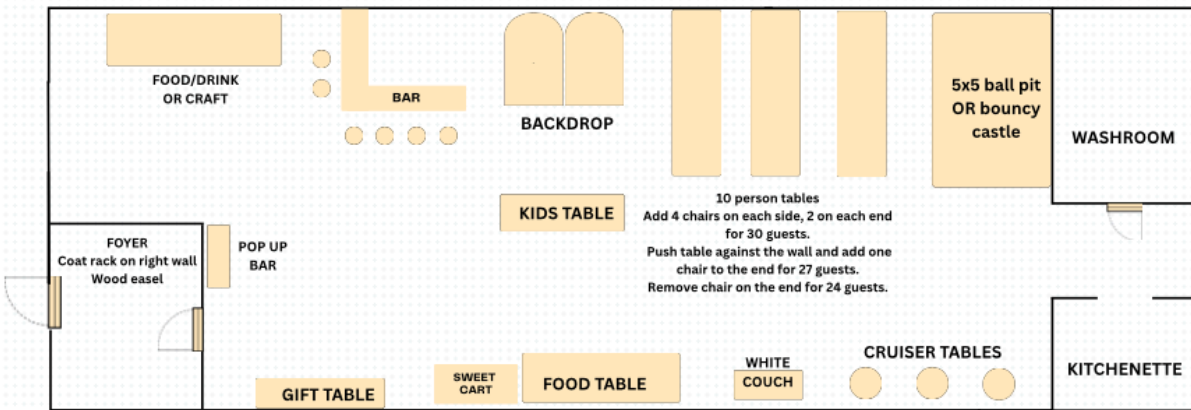 FOOD/DRINK
OR CRAFT
BAR
BACKDROP
5x5 ball pit
OR bouncy
castle
WASHROOM
KIDS TABLE
10 person tables
Add 4 chairs on each side, 2 on each end
for 30 guests.
Push table against the wall and add one
chair to the end for 27 guests.
Remove chair on the end for 24 guests.
FOYER
Coat rack on right wall
Wood easel
POP UP
BAR
GIFT TABLE
SWEET
CART
FOOD TABLE
WHITE
COUCH
CRUISER TABLES
KITCHENETTE